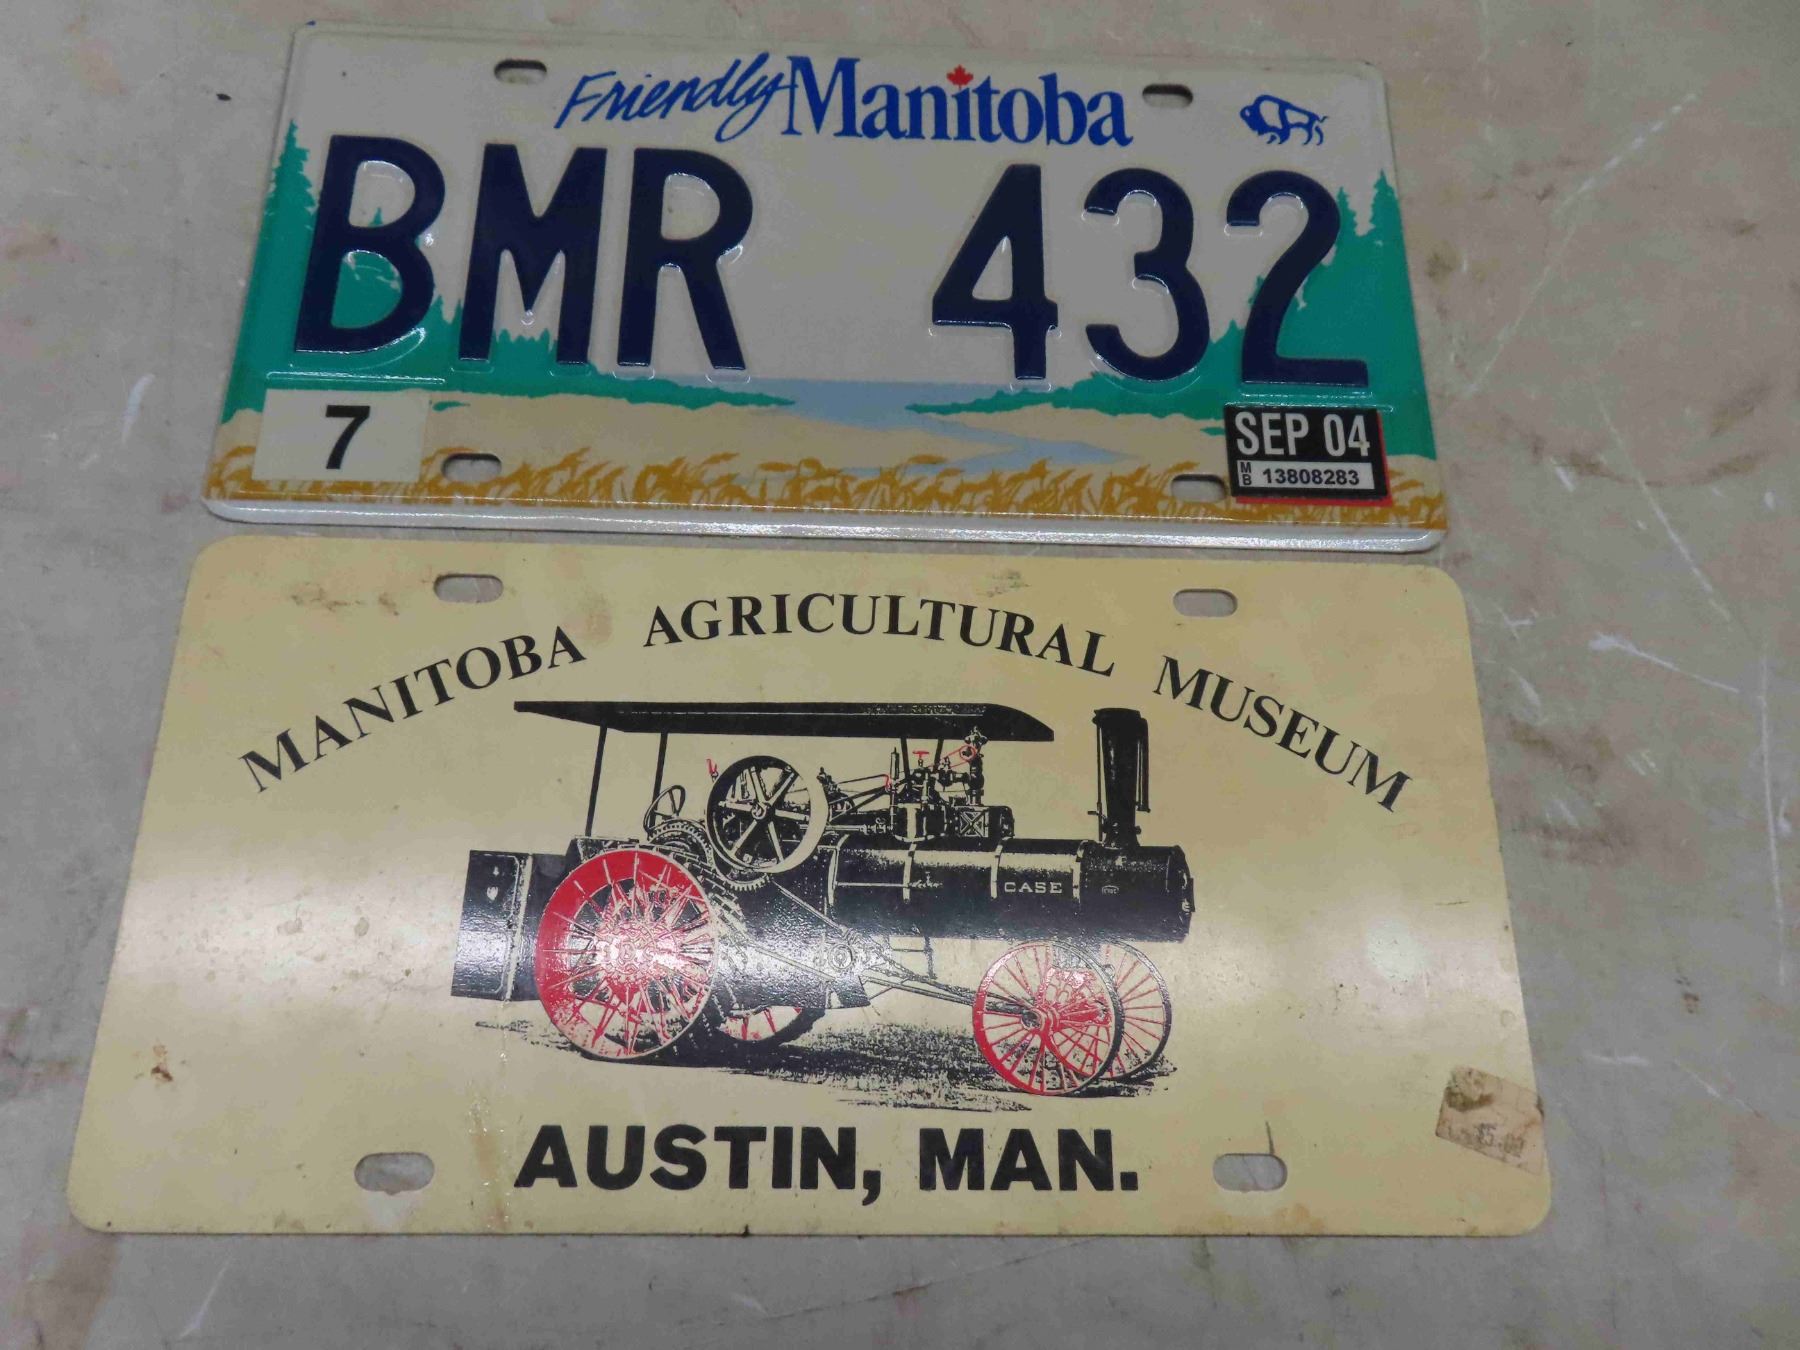 Friendly Manitoba
BMR 432
7
SEP 04
MB 13808283
MANITOBA AGRICULTURAL MUSEUM
CASE
AUSTIN, MAN.